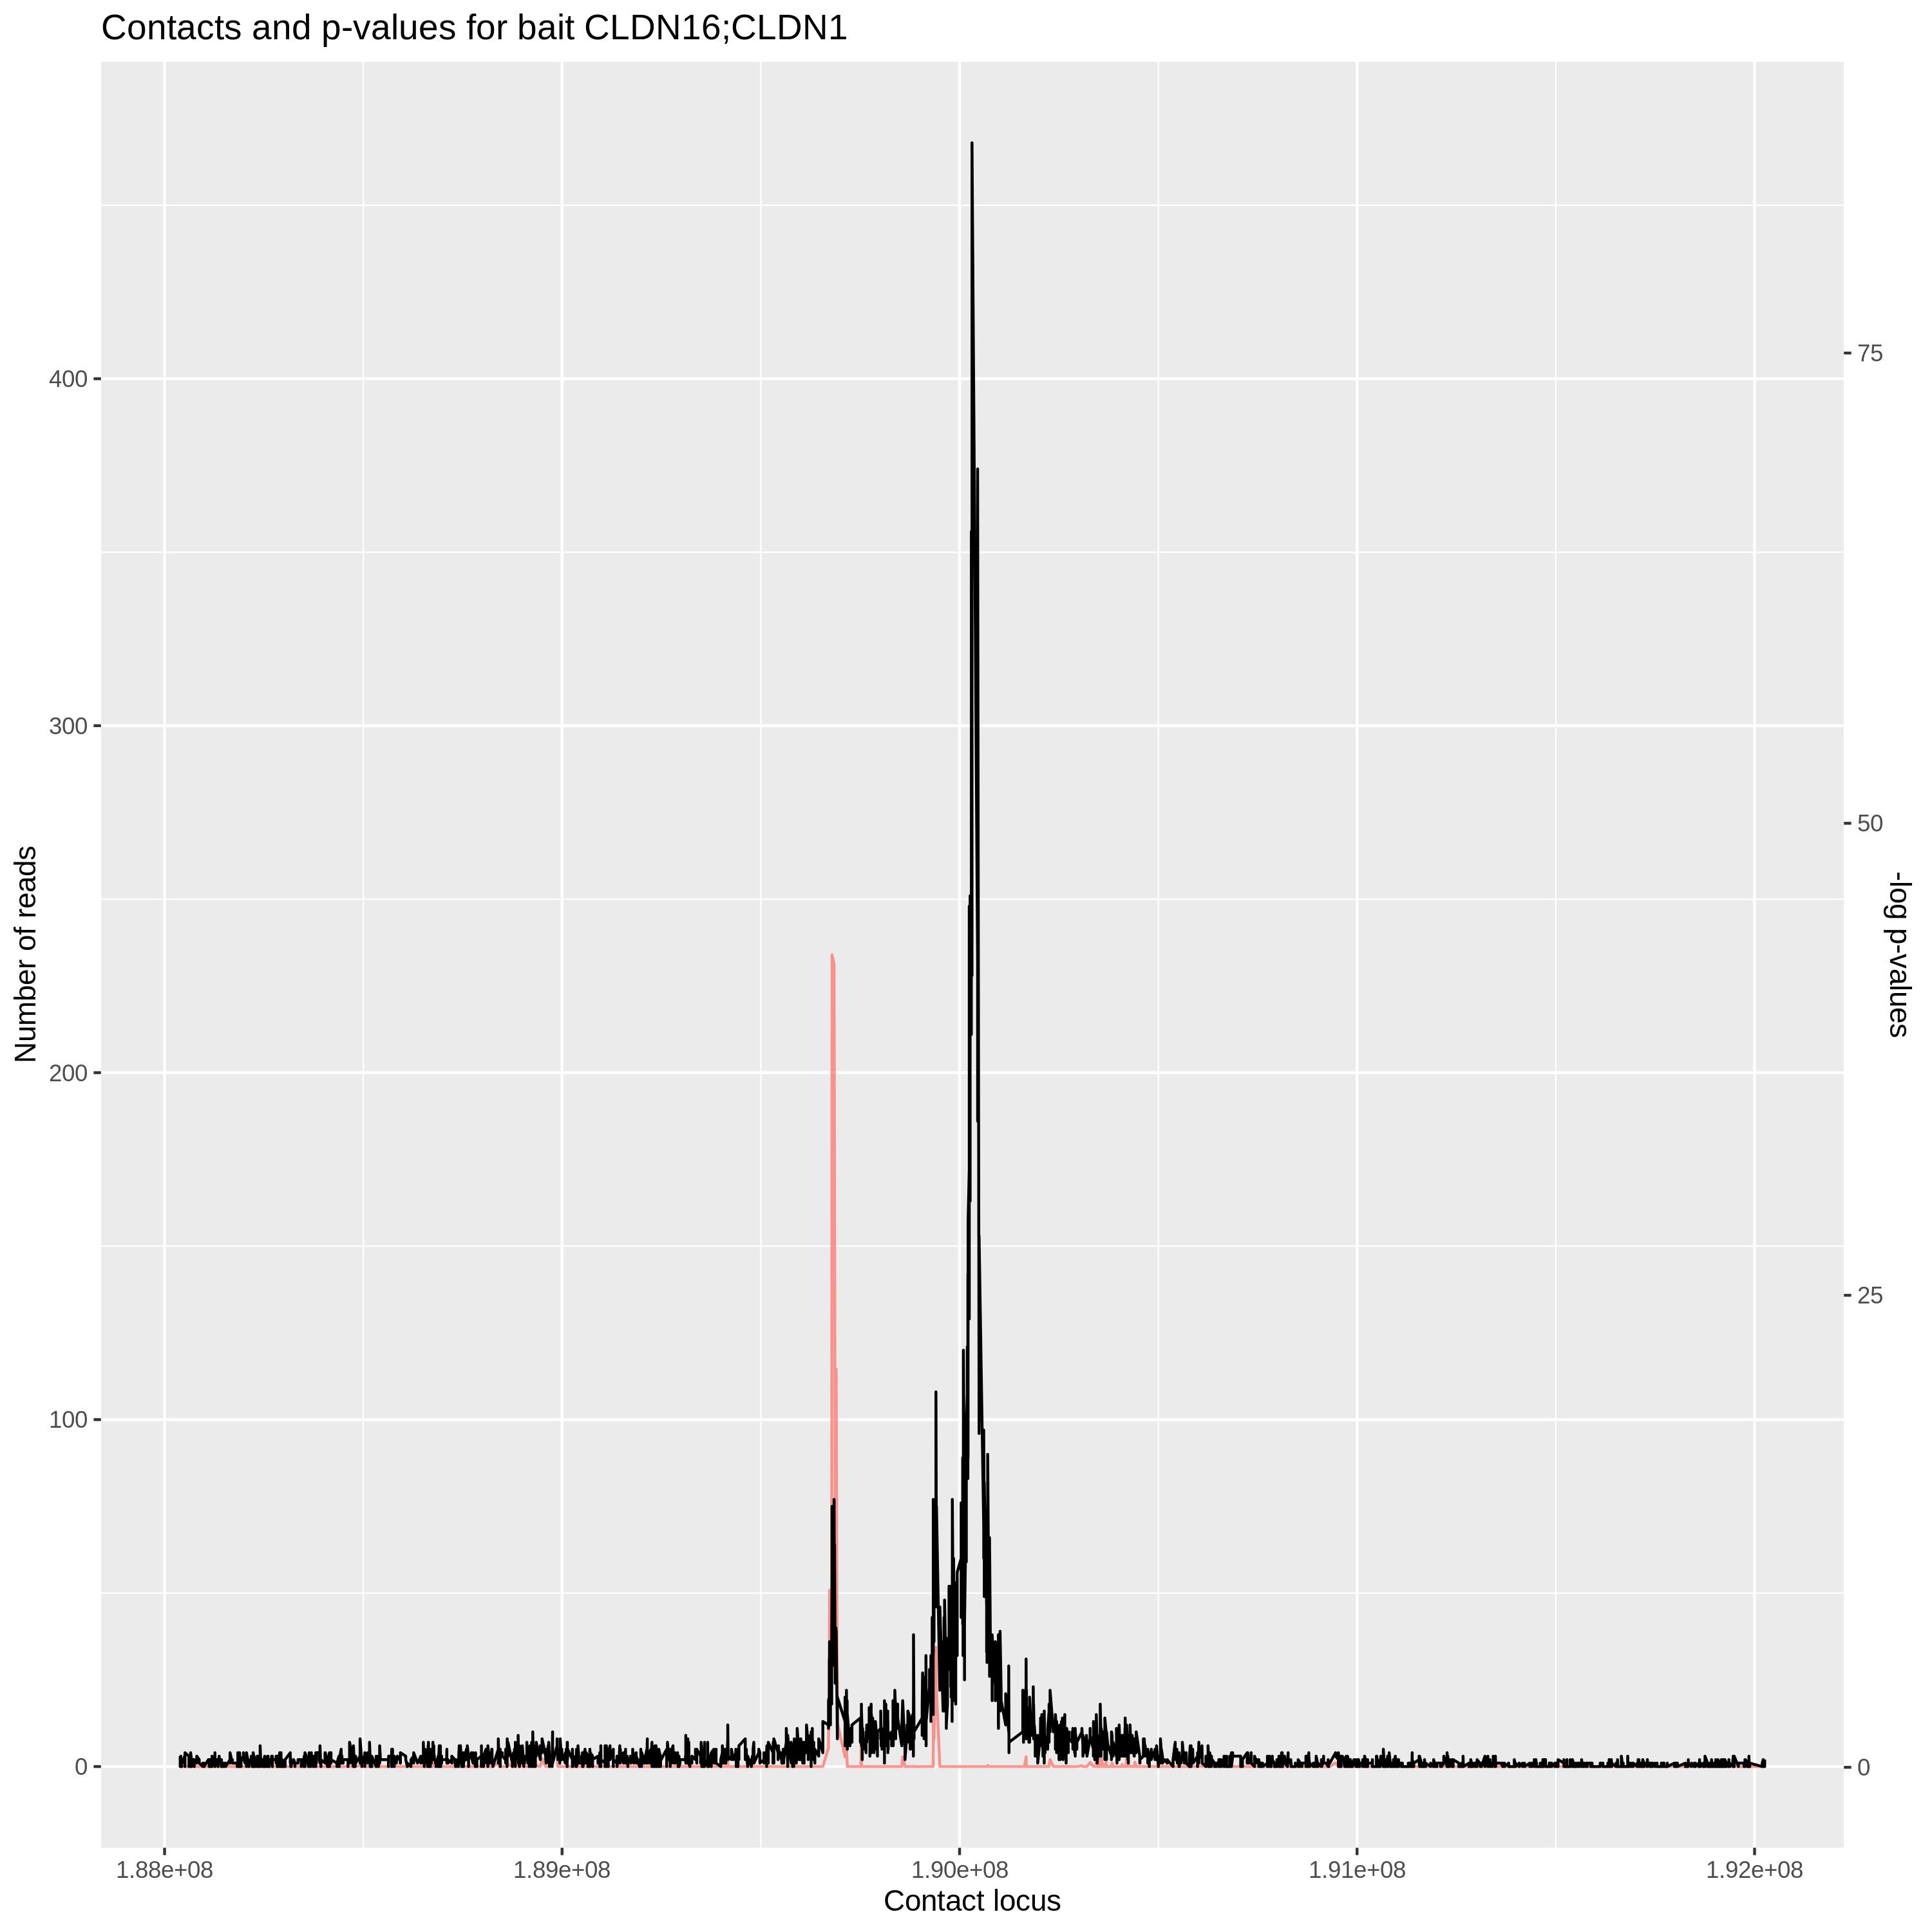 Contacts and p-values for bait CLDN16;CLDN1
Number of reads
400
300
200
100
0
75
50
25
0
-log p-values
1.88e+08
1.89e+08
1.90e+08
1.91e+08
1.92e+08
Contact locus